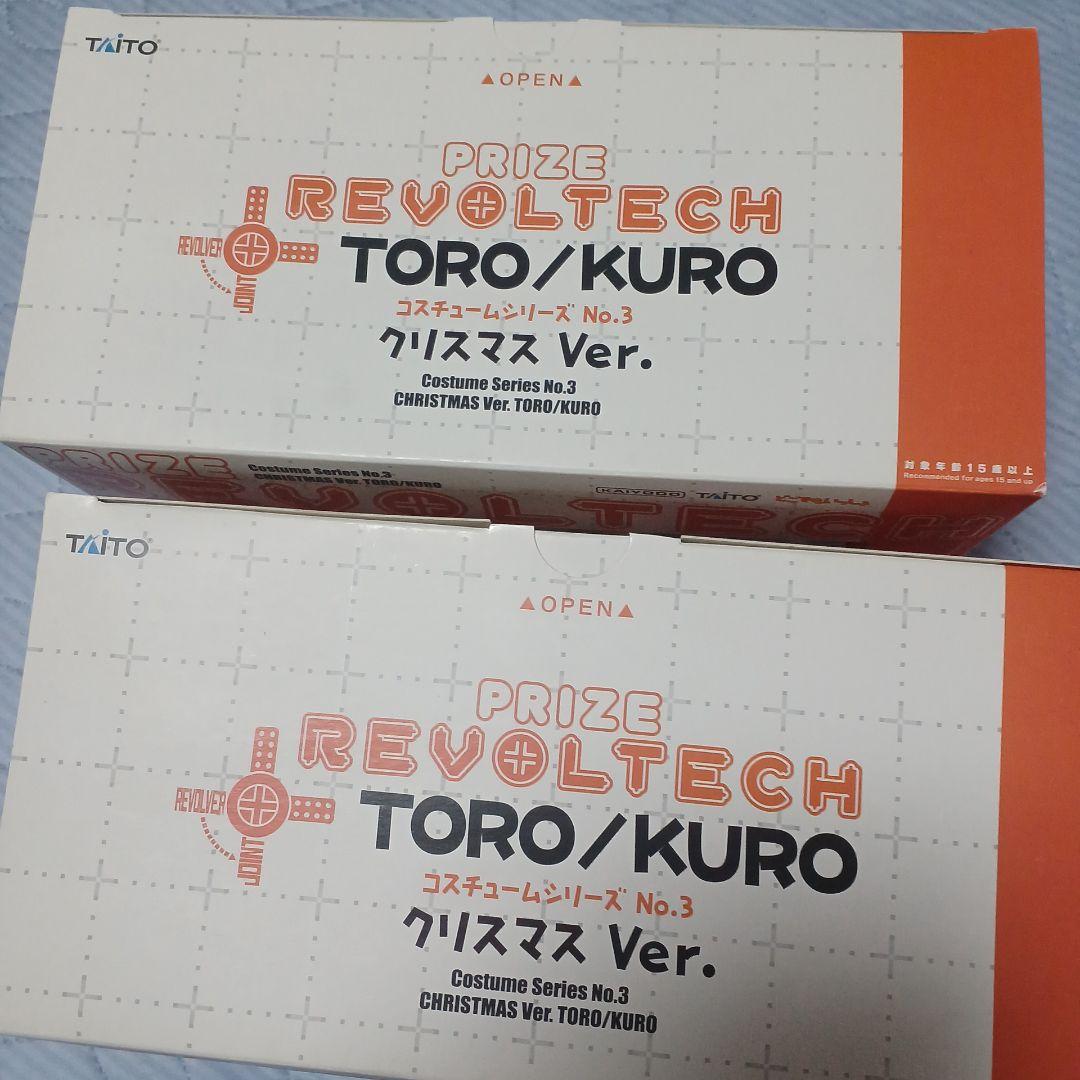 TAITO
▲OPEN▲
PRIZE
REVOLTECH
REVOLVER
JOINT
TORO/KURO
コスチュームシリーズ No.3
クリスマス Ver.
Costume Series No.3
CHRISTMAS Ver. TORO/KURO
対象年齢15歳以上
Recommended for ages 15 and up
PRIZE
Costume Series No.3
CHRISTMAS Ver. TORO/KURO
KAIYODO TAITO
REVOLTECH
TAITO
▲OPEN▲
PRIZE
REVOLTECH
REVOLVER
JOINT
TORO/KURO
コスチュームシリーズ No.3
クリスマス Ver.
Costume Series No.3
CHRISTMAS Ver. TORO/KURO